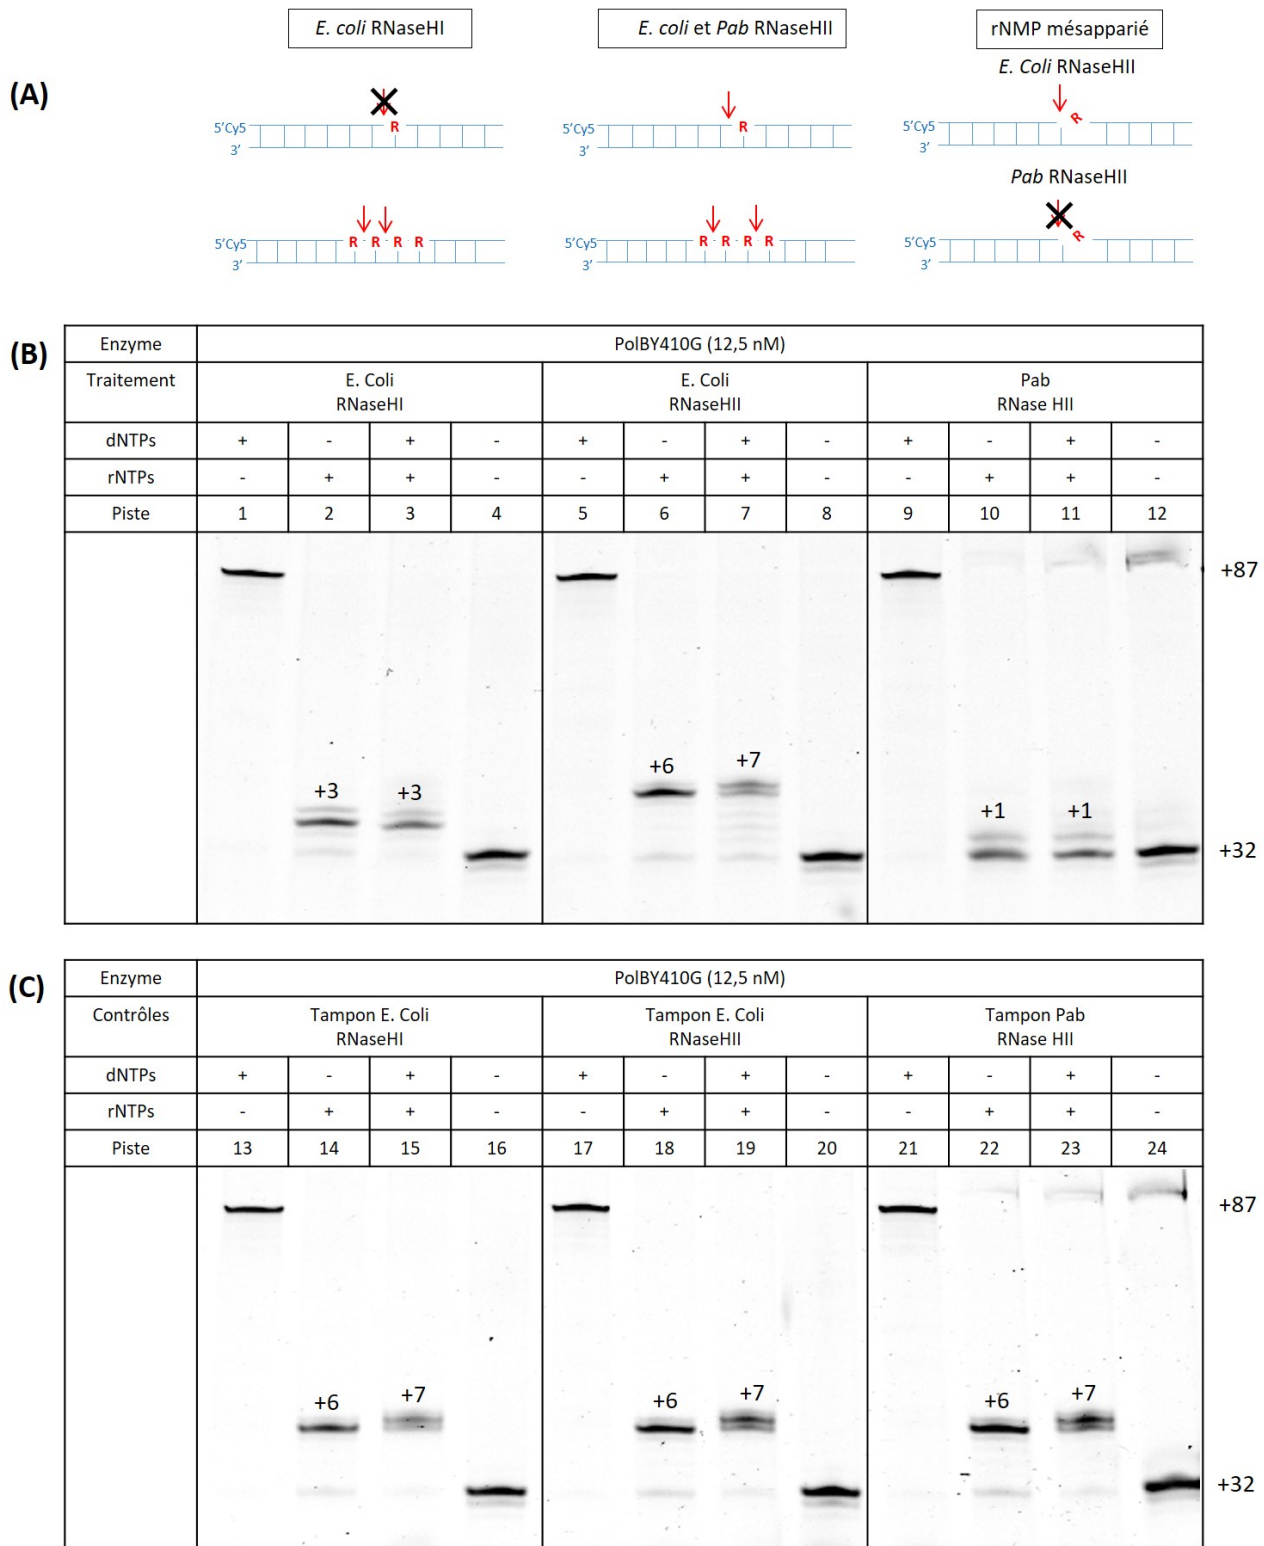 E. coli RNaseHI
E. coli et Pab RNaseHII
rNMP mésapparié
(A)
E. Coli RNaseHII
R
R
R
5'Cy5
5'Cy5
5'Cy5
3'
3'
3'
Pab RNaseHII
5'Cy5 R R R R
5'Cy5 R R R R
5'Cy5 R
3'
3'
3'
(B)
Enzyme PolBY410G (12,5 nM)
Traitement E. Coli E. Coli Pab
RNaseHI RNaseHII RNase HII
dNTPs + - + - + - + - + - + -
rNTPs - + + - - + + - - + + -
Piste 1 2 3 4 5 6 7 8 9 10 11 12
+87
+6 +7
+3 +3
+1 +1
+32
(C)
Enzyme PolBY410G (12,5 nM)
Contrôles Tampon E. Coli Tampon E. Coli Tampon Pab
RNaseHI RNaseHII RNase HII
dNTPs + - + - + - + - + - + -
rNTPs - + + - - + + - - + + -
Piste 13 14 15 16 17 18 19 20 21 22 23 24
+87
+6 +7 +6 +7 +6 +7
+32